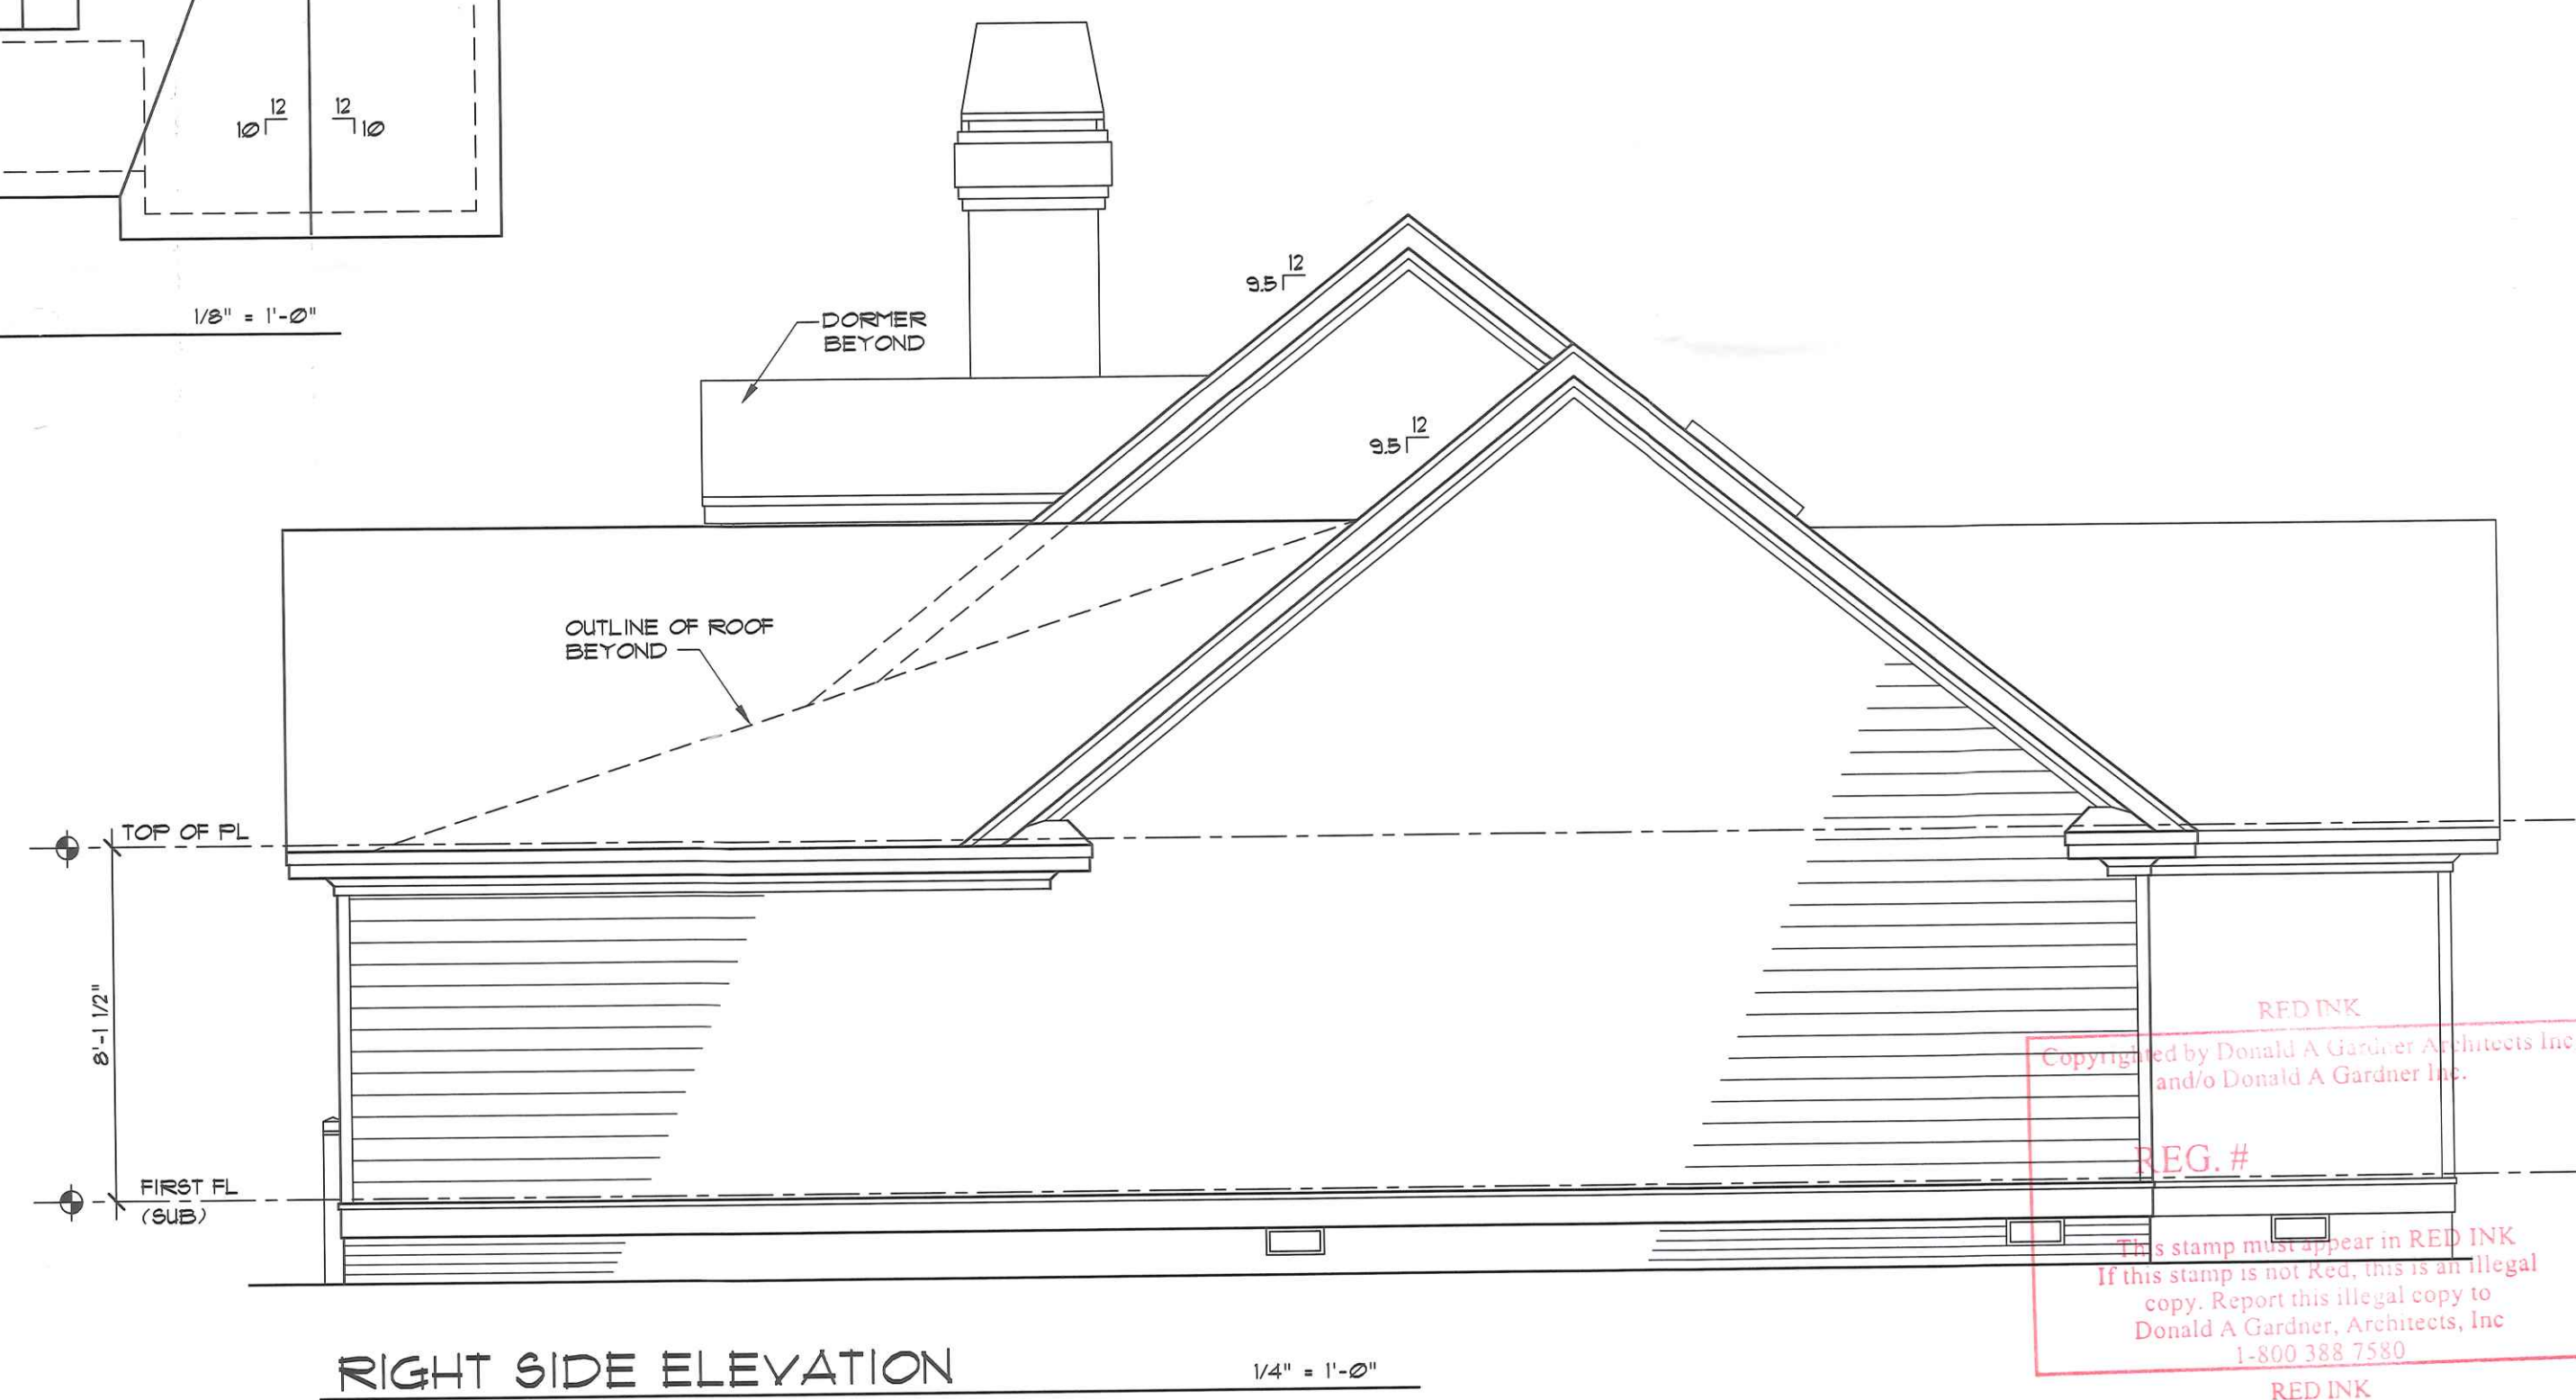 12
10
12
10
1/8" = 1'-0"
12
9.5
DORMER
BEYOND
12
9.5
OUTLINE OF ROOF
BEYOND
TOP OF PL
8'-1 1/2"
FIRST FL
(SUB)
RED INK
Copyrighted by Donald A Gardner Architects Inc
and/o Donald A Gardner Inc.
REG. #
This stamp must appear in RED INK
If this stamp is not Red, this is an illegal
copy. Report this illegal copy to
Donald A Gardner, Architects, Inc
1-800 388 7580
RED INK
RIGHT SIDE ELEVATION
1/4" = 1'-0"